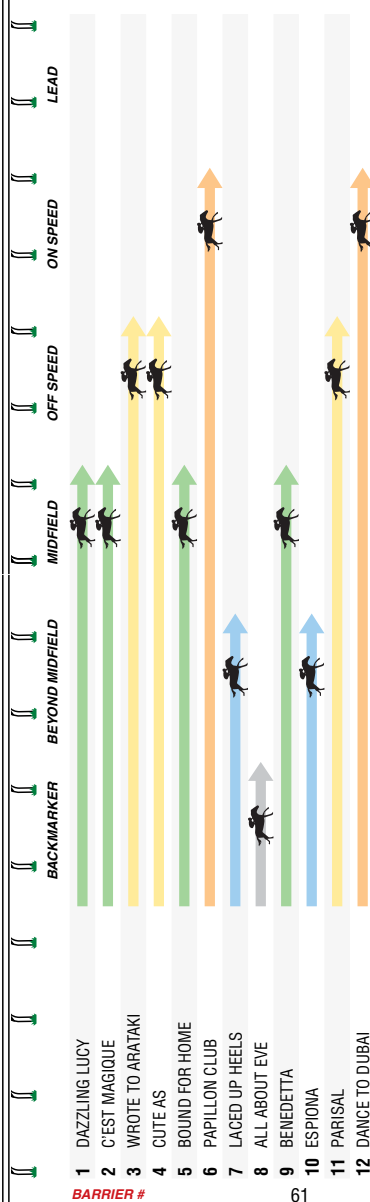 BACKMARKER
BEYOND MIDFIELD
MIDFIELD
OFF SPEED
ON SPEED
LEAD
1 DAZZLING LUCY
2 C'EST MAGIQUE
3 WROTE TO ARATAKI
4 CUTE AS
5 BOUND FOR HOME
6 PAPILLON CLUB
7 LACED UP HEELS
8 ALL ABOUT EVE
9 BENEDETTA
10 ESPIONA
11 PARISAL
12 DANCE TO DUBAI
BARRIER #
61